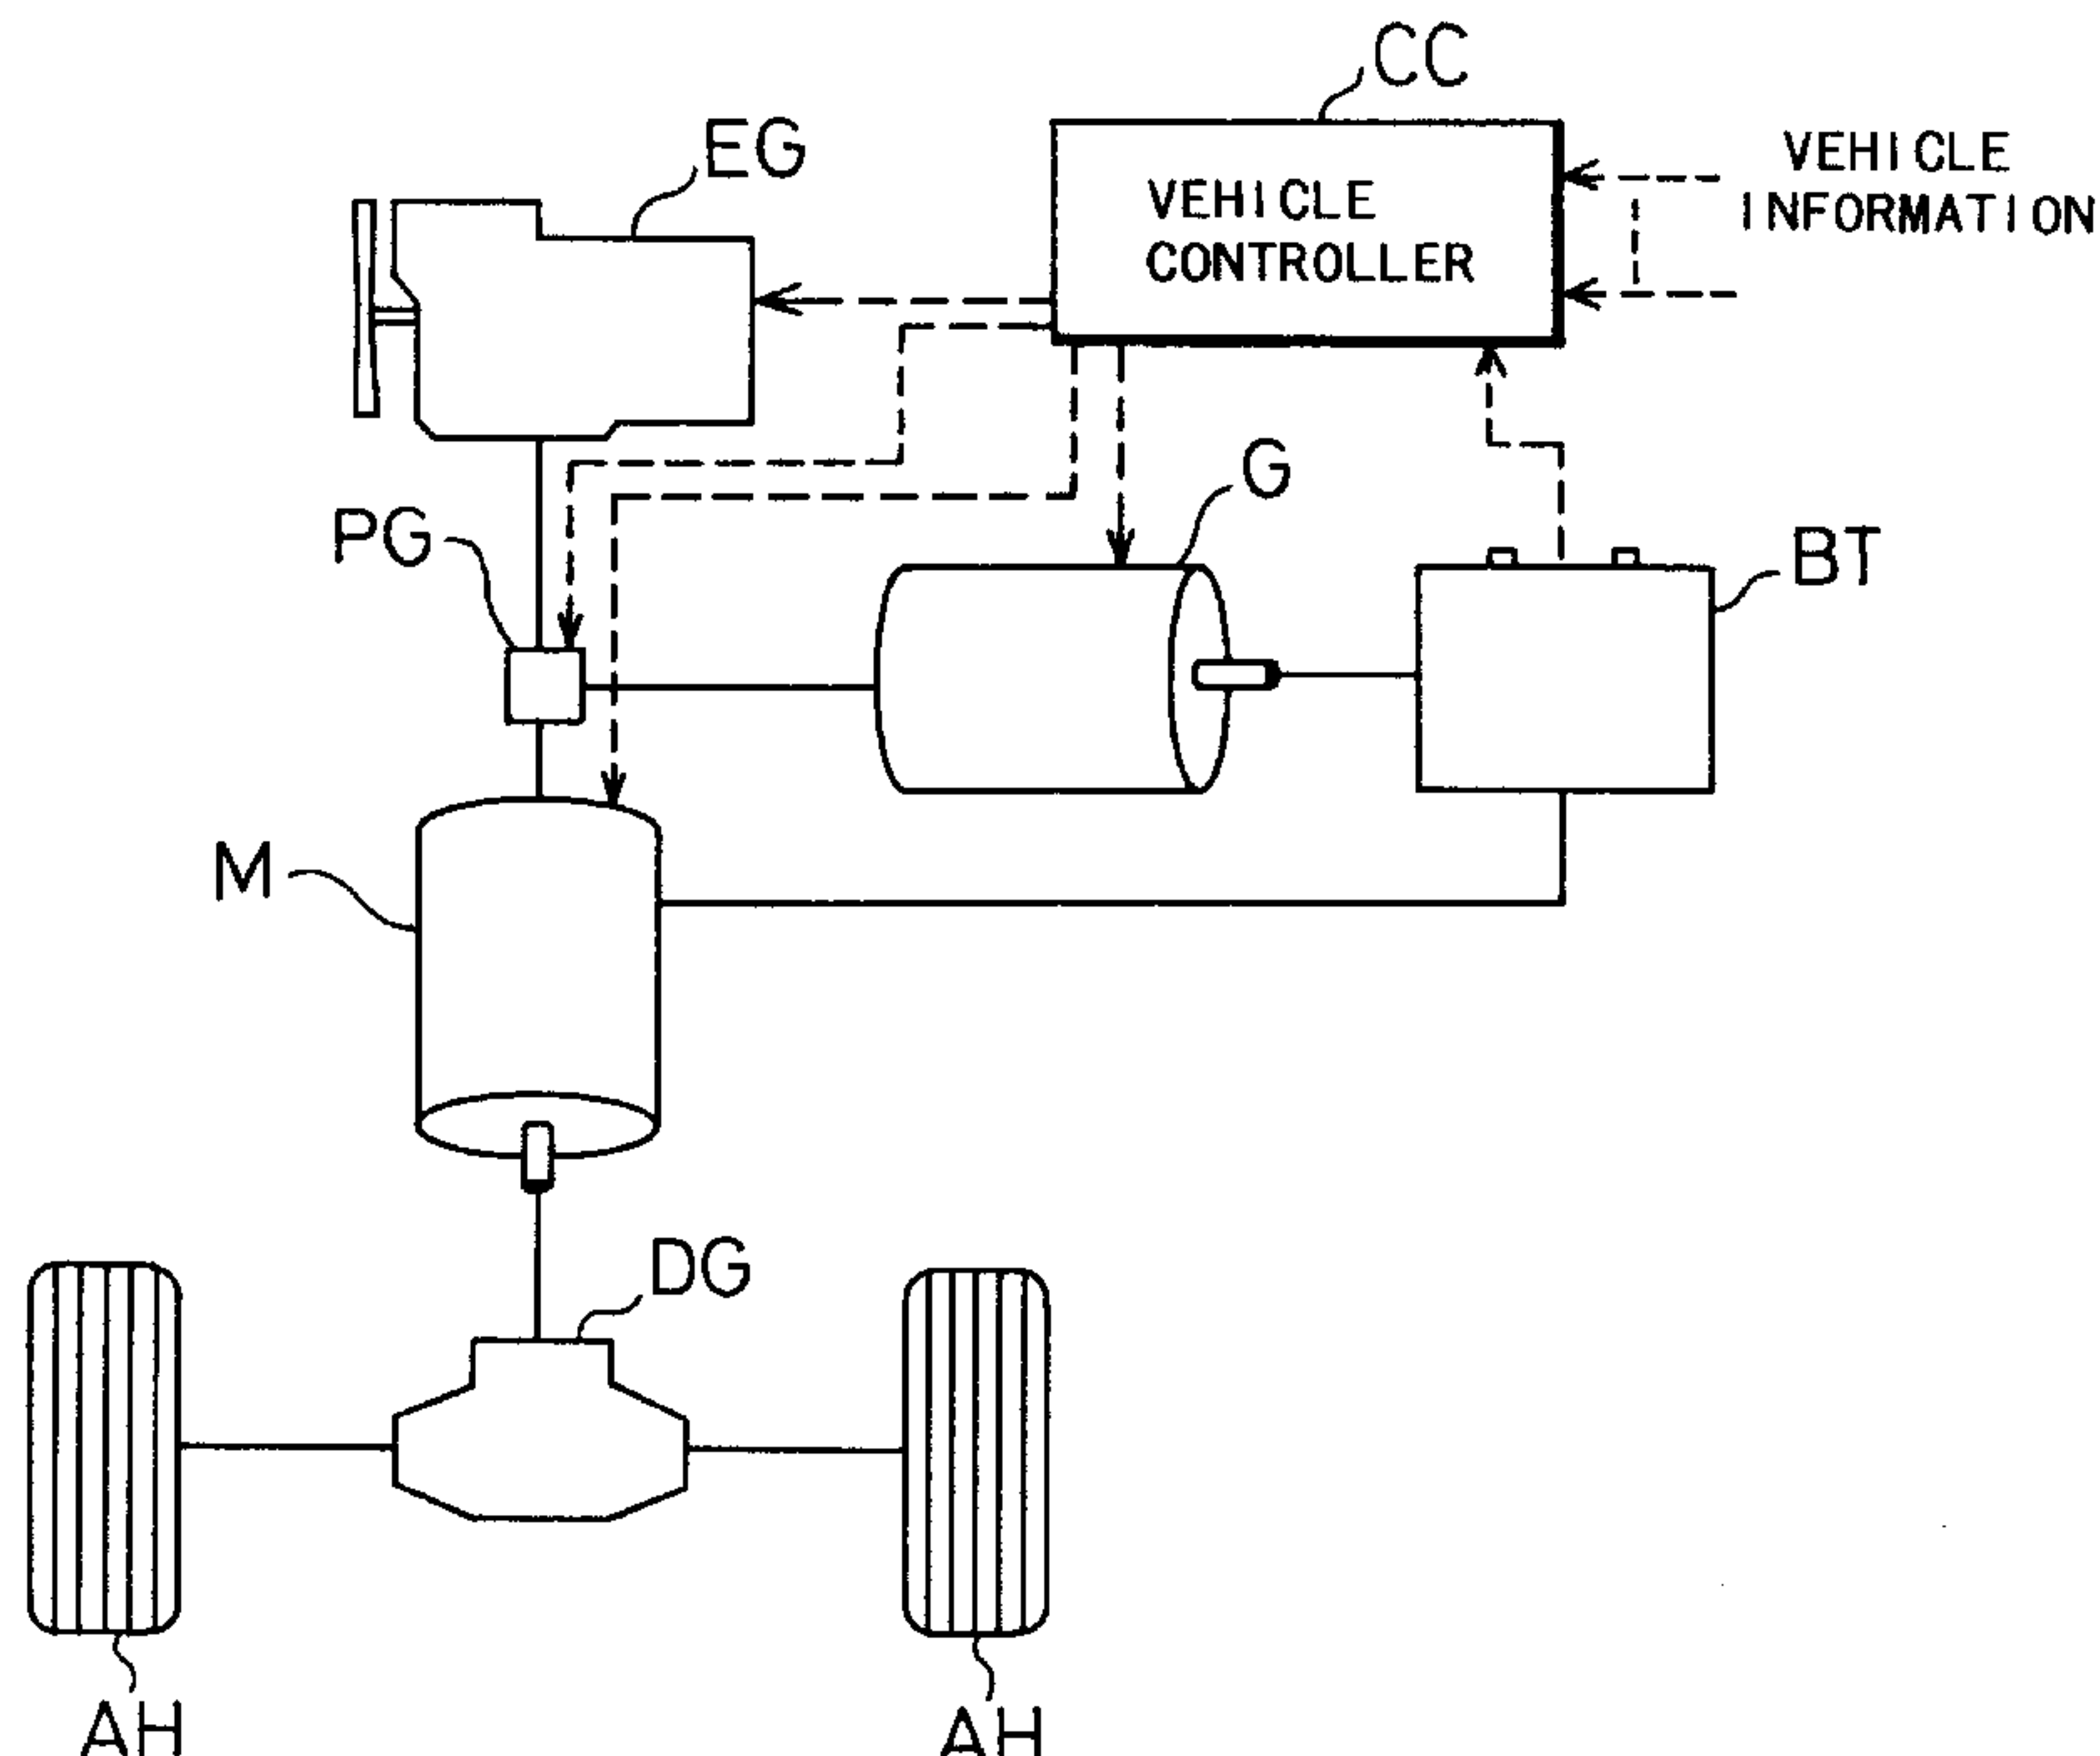 CC
EG
VEHICLE
INFORMATION
VEHICLE
CONTROLLER
G
PG
BT
M
DG
AH
AH